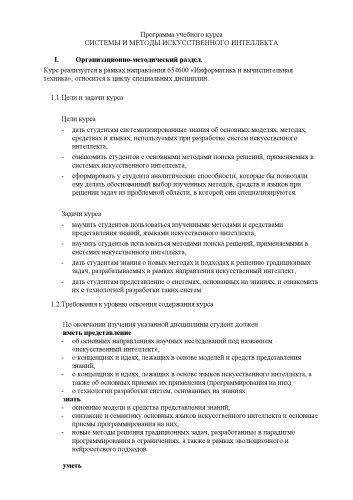 Программа учебного курса
СИСТЕМЫ И МЕТОДЫ ИСКУССТВЕННОГО ИНТЕЛЛЕКТА
I. Организационно-методический раздел.
Курс реализуется в рамках направления 654600 «Информатика и вычислительная
техника», относится к циклу специальных дисциплин.
1.1.Цели и задачи курса
Цели курса
- дать студентам систематизированные знания об основных моделях, методах,
средствах и языках, используемых при разработке систем искусственного
интеллекта,
- ознакомить студентов с основными методами поиска решений, применяемых в
системах искусственного интеллекта,
- сформировать у студента аналитические способности, которые бы позволяли
ему делать обоснованный выбор изученных методов, средств и языков при
решении задач из проблемной области, в которой они специализируются.
Задачи курса
- научить студентов пользоваться изученными методами и средствами
представления знаний, языками искусственного интеллекта,
- научить студентов пользоваться методами поиска решений, применяемыми в
системах искусственного интеллекта,
- дать студентам знания о новых методах и подходах к решению традиционных
задач, разрабатываемых в рамках направления искусственный интеллект,
- дать студентам представление о системах, основанных на знаниях, и ознакомить
их с технологией разработки таких систем.
1.2.Требования к уровню освоения содержания курса
По окончании изучения указанной дисциплины студент должен
иметь представление
- об основных направлениях научных исследований под названием
«искусственный интеллект»,
- о концепциях и идеях, лежащих в основе моделей и средств представления
знаний,
- о концепциях и идеях, лежащих в основе языков искусственного интеллекта, а
также об основных приемах их применения (программирования на них)
- о технологии разработки систем, основанных на знаниях.
знать
- основные модели и средства представления знаний,
- синтаксис и семантику основных языков искусственного интеллекта и основные
приемы программирования на них,
- новые методы решения традиционных задач, разработанные в парадигме
программирования в ограничениях, а также в рамках эволюционного и
нейросетевого подходов.
уметь